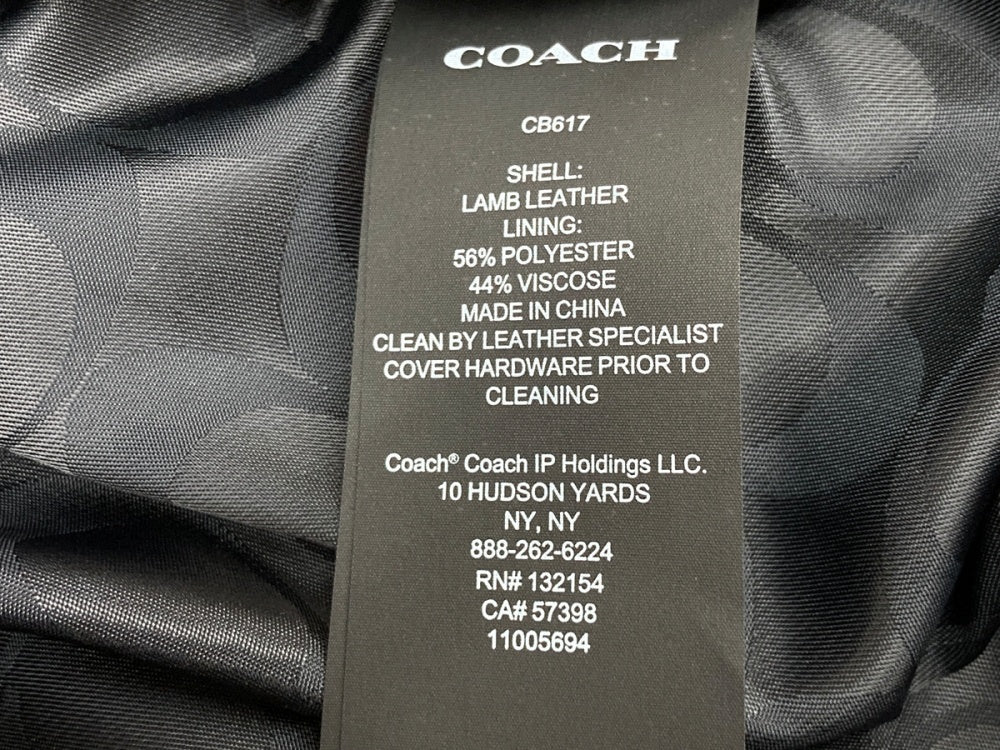 COACH
CB617
SHELL:
LAMB LEATHER
LINING:
56% POLYESTER
44% VISCOSE
MADE IN CHINA
CLEAN BY LEATHER SPECIALIST
COVER HARDWARE PRIOR TO
CLEANING
Coach® Coach IP Holdings LLC.
10 HUDSON YARDS
NY, NY
888-262-6224
RN# 132154
CA# 57398
11005694